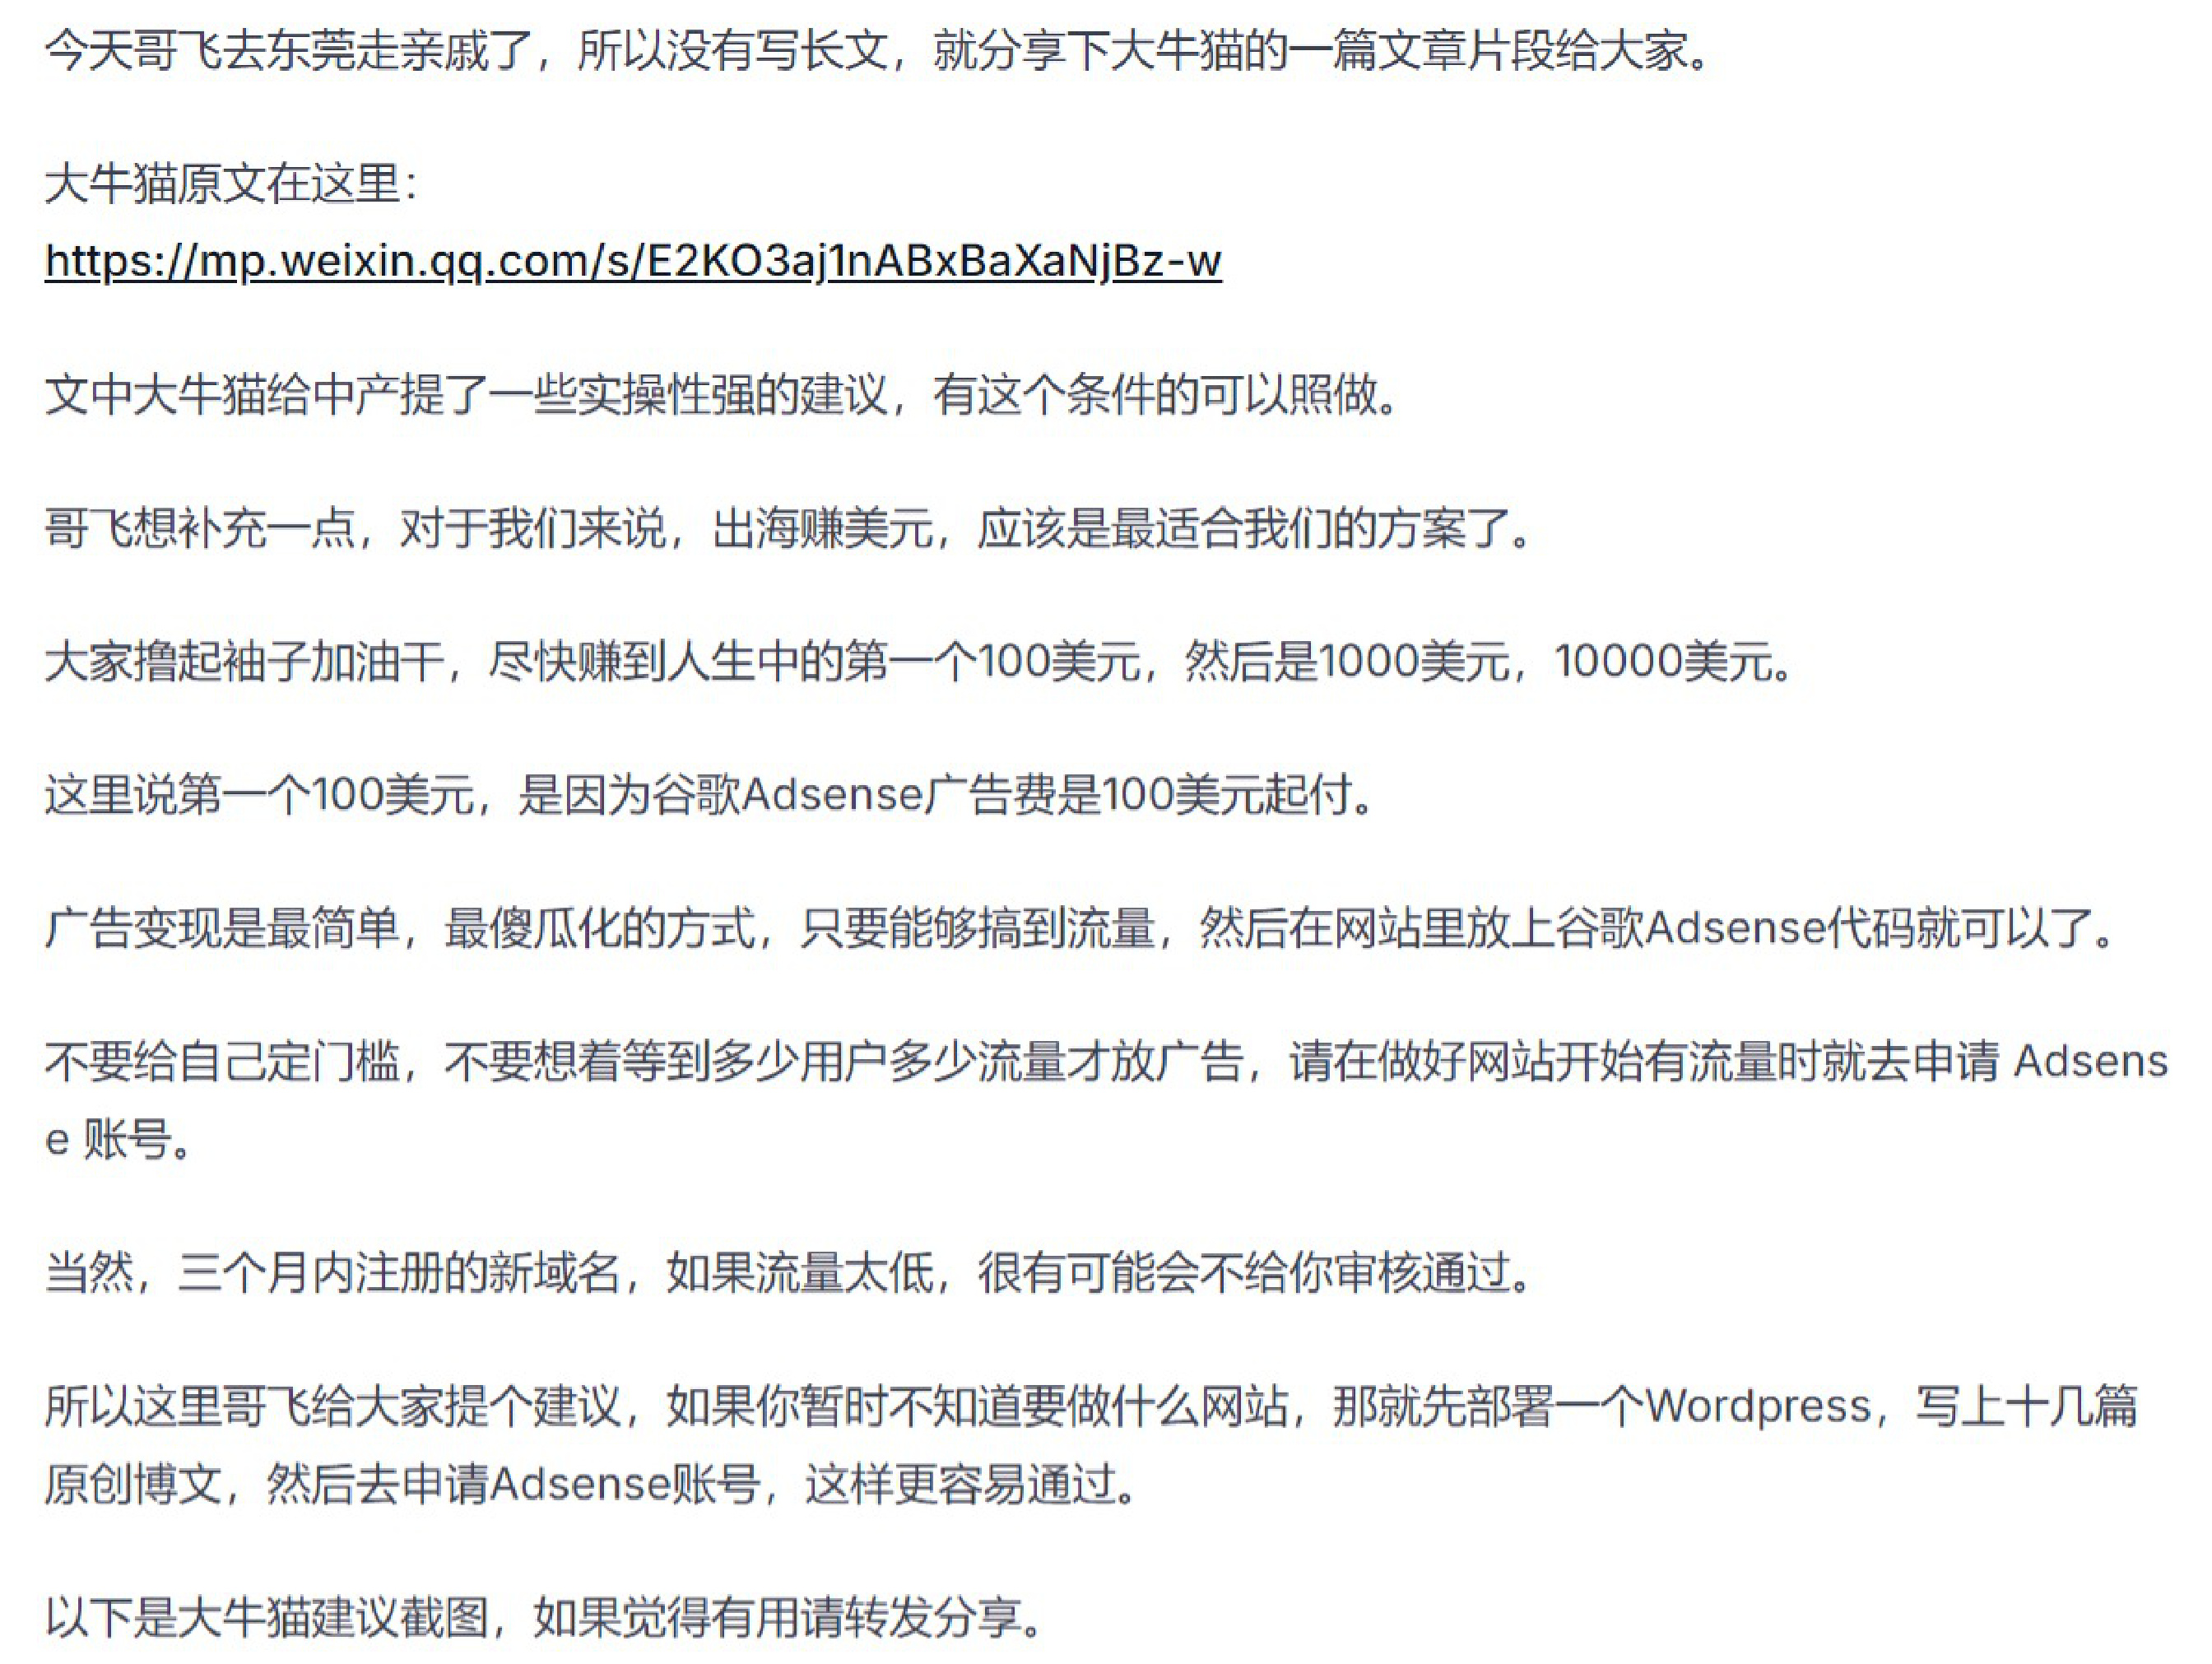 今天哥飞去东莞走亲戚了，所以没有写长文，就分享下大牛猫的一篇文章片段给大家。
大牛猫原文在这里：
https://mp.weixin.qq.com/s/E2KO3aj1nABxBaXaNjBz-w
文中大牛猫给中产提了一些实操性强的建议，有这个条件的可以照做。
哥飞想补充一点，对于我们来说，出海赚美元，应该是最适合我们的方案了。
大家撸起袖子加油干，尽快赚到人生中的第一个100美元，然后是1000美元，10000美元。
这里说第一个100美元，是因为谷歌Adsense广告费是100美元起付。
广告变现是最简单，最傻瓜化的方式，只要能够搞到流量，然后在网站里放上谷歌Adsense代码就可以了。
不要给自己定门槛，不要想着等到多少用户多少流量才放广告，请在做好网站开始有流量时就去申请 Adsens
e 账号。
当然，三个月内注册的新域名，如果流量太低，很有可能会不给你审核通过。
所以这里哥飞给大家提个建议，如果你暂时不知道要做什么网站，那就先部署一个Wordpress，写上十几篇
原创博文，然后去申请Adsense账号，这样更容易通过。
以下是大牛猫建议截图，如果觉得有用请转发分享。